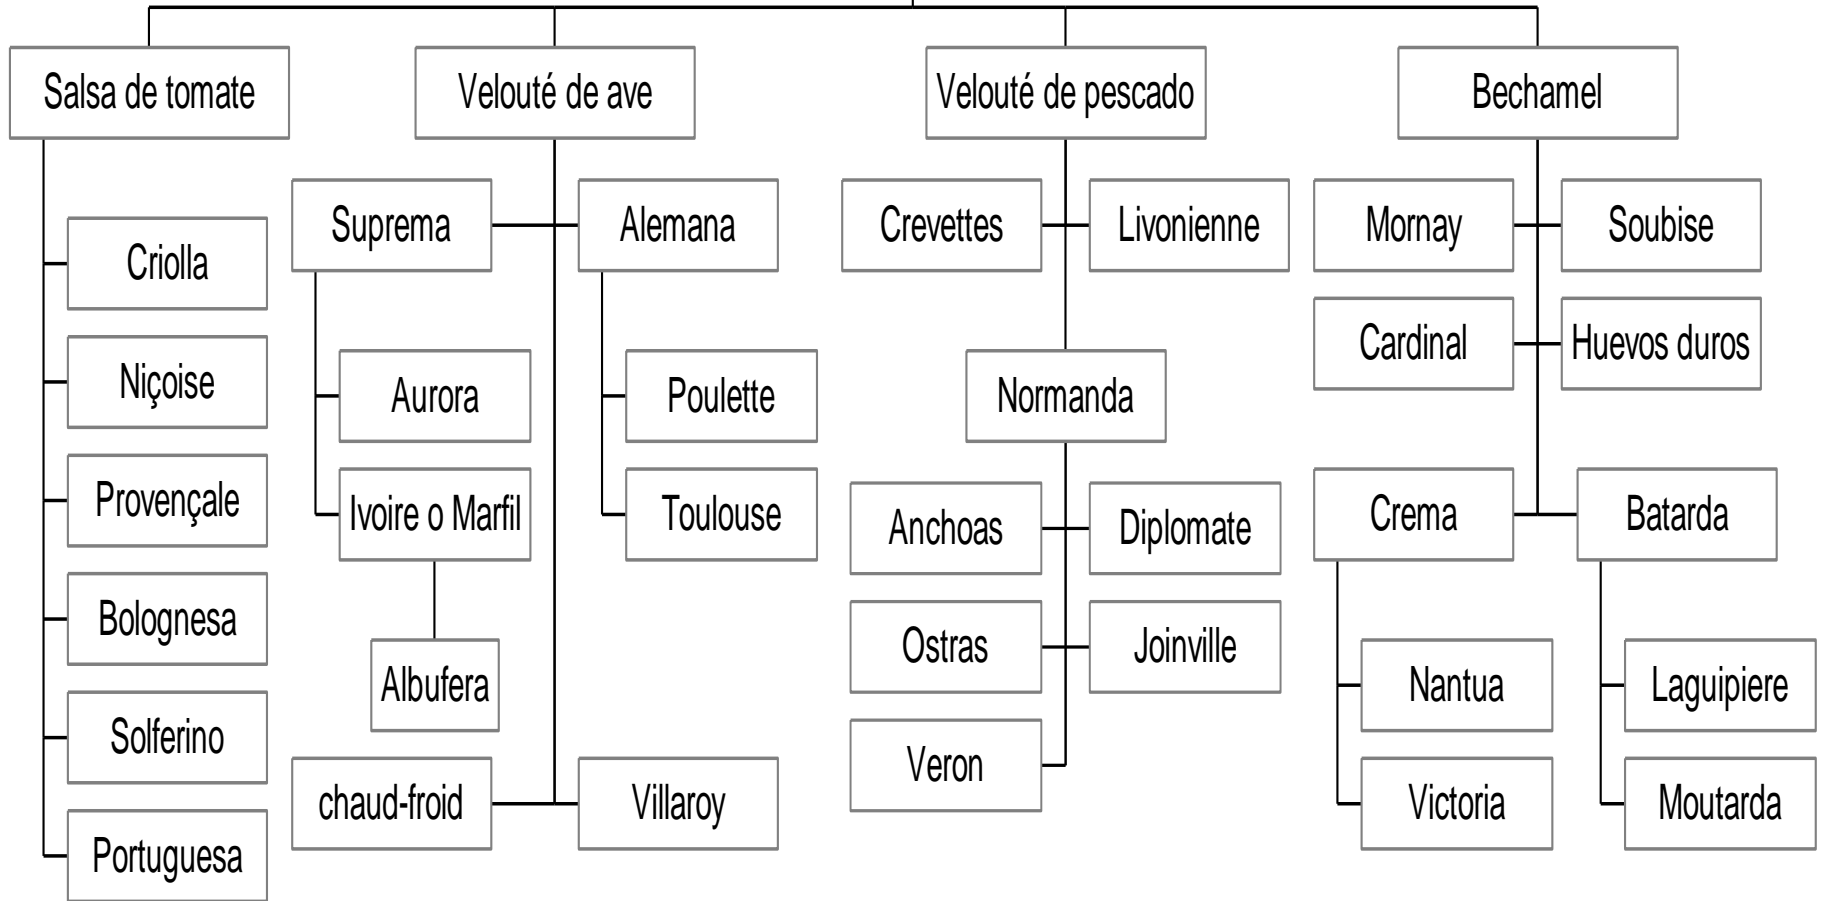 Salsa de tomate
Criolla
Niçoise
Provençale
Bolognesa
Solferino
Portuguesa
Velouté de ave
Suprema
Aurora
Ivoire o Marfil
Albufera
Alemana
Poulette
Toulouse
chaud-froid
Villaroy
Velouté de pescado
Crevettes
Livonienne
Normanda
Anchoas
Diplomate
Ostras
Joinville
Veron
Bechamel
Mornay
Soubise
Cardinal
Huevos duros
Crema
Nantua
Victoria
Batarda
Laguipiere
Moutarda